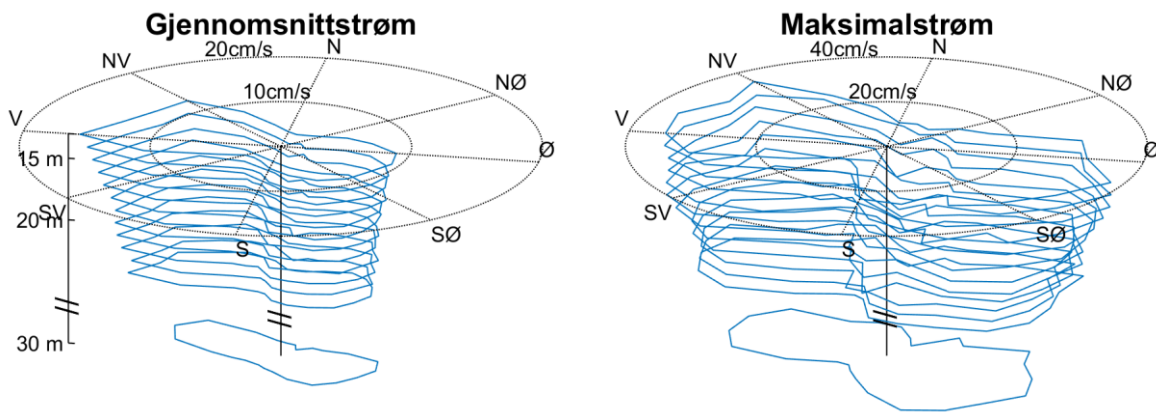 Gjennomsnittstrøm
20cm/s
N
NV
NØ
10cm/s
V
15 m
Ø
SV
20 m
SØ
S
30 m
Maksimalstrøm
40cm/s
N
NV
NØ
20cm/s
V
Ø
SV
SØ
S